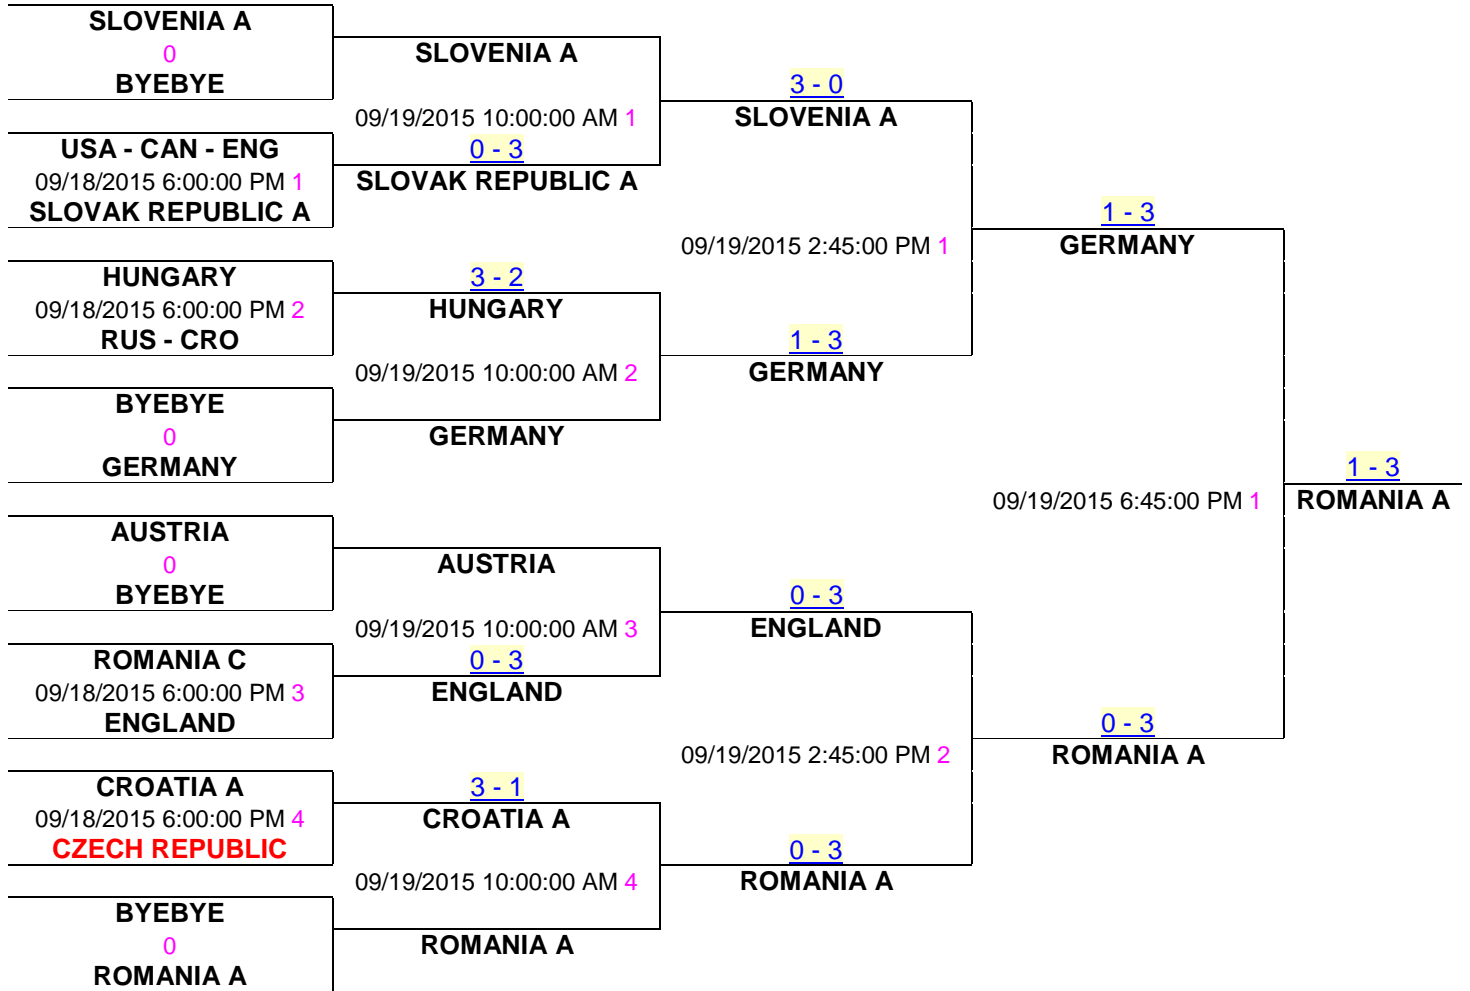 SLOVENIA A
0
BYEBYE
USA - CAN - ENG
09/18/2015 6:00:00 PM 1
SLOVAK REPUBLIC A
HUNGARY
09/18/2015 6:00:00 PM 2
RUS - CRO
BYEBYE
0
GERMANY
AUSTRIA
0
BYEBYE
ROMANIA C
09/18/2015 6:00:00 PM 3
ENGLAND
CROATIA A
09/18/2015 6:00:00 PM 4
CZECH REPUBLIC
BYEBYE
0
ROMANIA A
SLOVENIA A
09/19/2015 10:00:00 AM 1
0 - 3
SLOVAK REPUBLIC A
3 - 2
HUNGARY
09/19/2015 10:00:00 AM 2
GERMANY
AUSTRIA
09/19/2015 10:00:00 AM 3
0 - 3
ENGLAND
3 - 1
CROATIA A
09/19/2015 10:00:00 AM 4
ROMANIA A
3 - 0
SLOVENIA A
09/19/2015 2:45:00 PM 1
1 - 3
GERMANY
0 - 3
ENGLAND
09/19/2015 2:45:00 PM 2
0 - 3
ROMANIA A
1 - 3
GERMANY
09/19/2015 6:45:00 PM 1
0 - 3
ROMANIA A
1 - 3
ROMANIA A